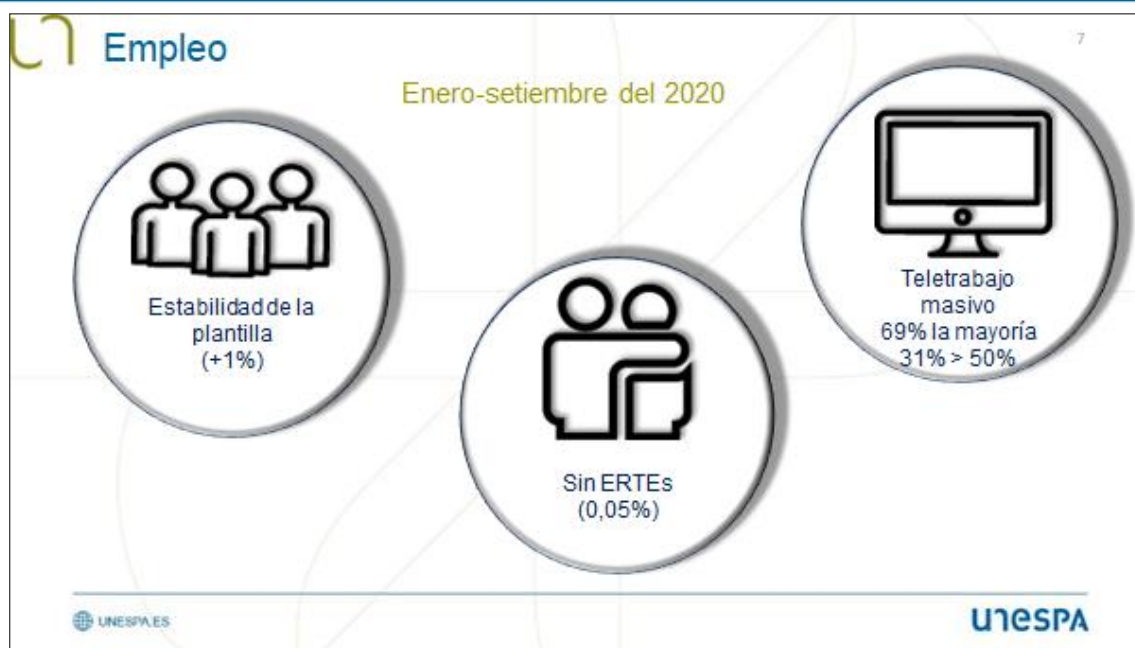 Empleo
7
Enero-setiembre del 2020
Estabilidad de la
plantilla
(+1%)
Sin ERTEs
(0,05%)
Teletrabajo
masivo
69% la mayoría
31% > 50%
UNESPA.ES
unespa